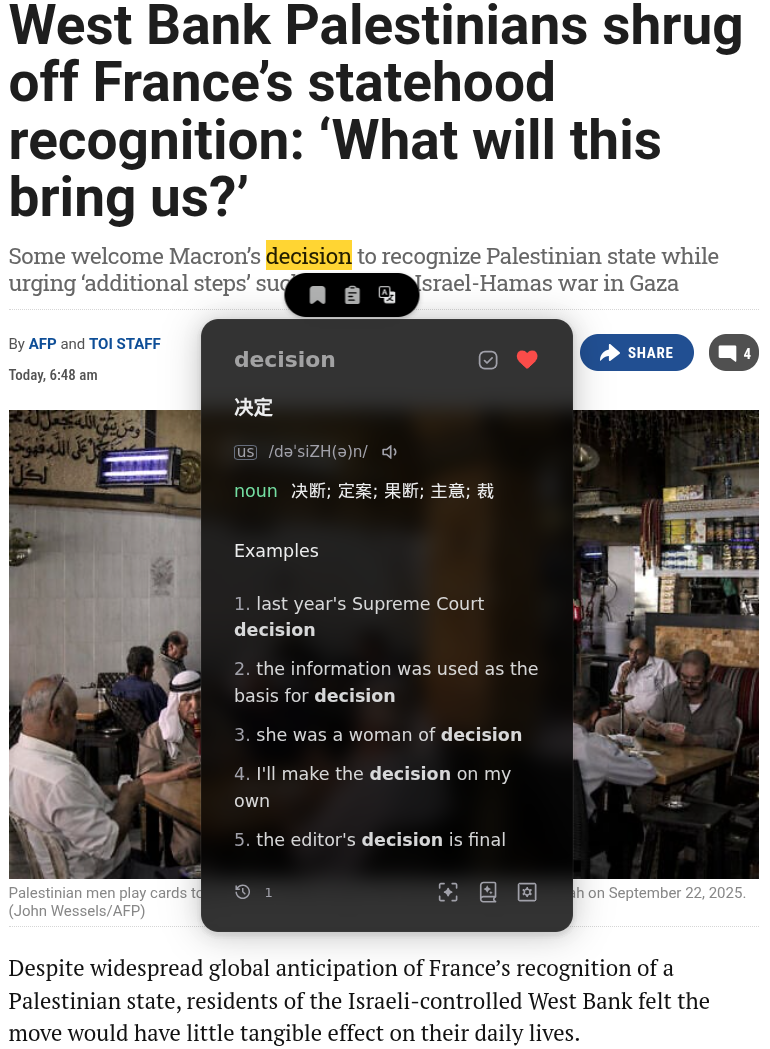 West Bank Palestinians shrug
off France’s statehood
recognition: ‘What will this
bring us?’
Some welcome Macron’s decision to recognize Palestinian state while
urging ‘additional steps’ Israel-Hamas war in Gaza
By AFP and TOI STAFF
Today, 6:48 am
SHARE
4
decision
决定
us /dəˈsiZH(ə)n/
noun 决断; 定案; 果断; 主意; 裁
Examples
1. last year's Supreme Court
decision
2. the information was used as the
basis for decision
3. she was a woman of decision
4. I'll make the decision on my
own
5. the editor's decision is final
1
Palestinian men play cards on September 22, 2025.
(John Wessels/AFP)
Despite widespread global anticipation of France’s recognition of a
Palestinian state, residents of the Israeli-controlled West Bank felt the
move would have little tangible effect on their daily lives.